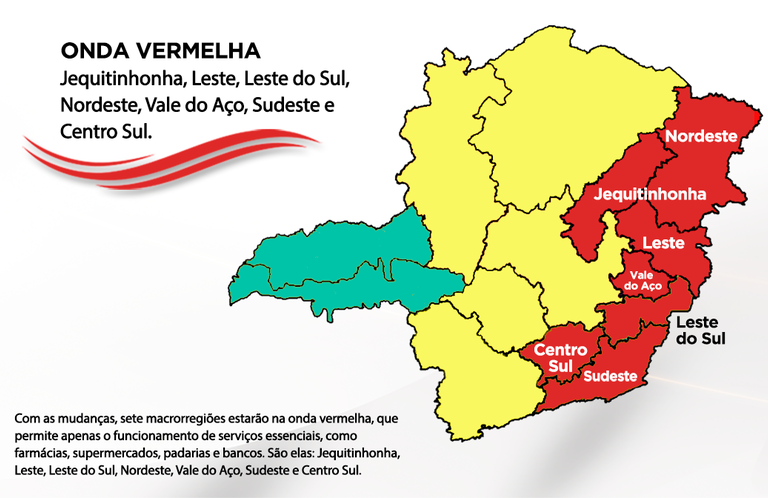 ONDA VERMELHA
Jequitinhonha, Leste, Leste do Sul,
Nordeste, Vale do Aço, Sudeste e
Centro Sul.
Nordeste
Jequitinhonha
Leste
Vale
do Aço
Leste
do Sul
Centro
Sul
Sudeste
Com as mudanças, sete macrorregiões estarão na onda vermelha, que
permite apenas o funcionamento de serviços essenciais, como
farmácias, supermercados, padarias e bancos. São elas: Jequitinhonha,
Leste, Leste do Sul, Nordeste, Vale do Aço, Sudeste e Centro Sul.